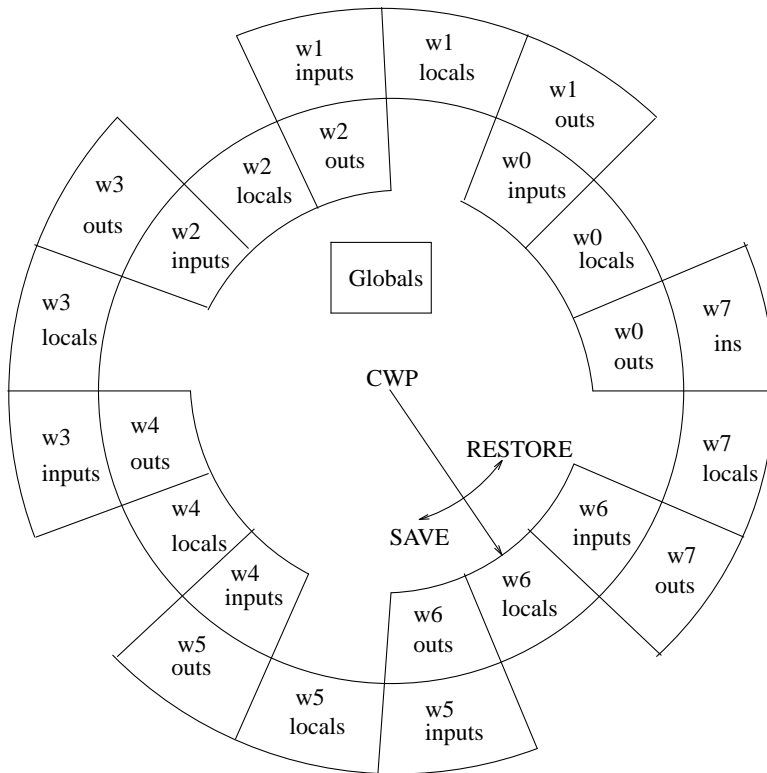 w1
inputs
w1
locals
w1
outs
w2
outs
w2
locals
w0
inputs
w3
outs
w2
inputs
w0
locals
Globals
w3
locals
w0
outs
w7
ins
CWP
w3
inputs
w4
outs
RESTORE
w7
locals
SAVE
w4
locals
w6
inputs
w7
outs
w4
inputs
w6
locals
w5
outs
w6
outs
w5
locals
w5
inputs